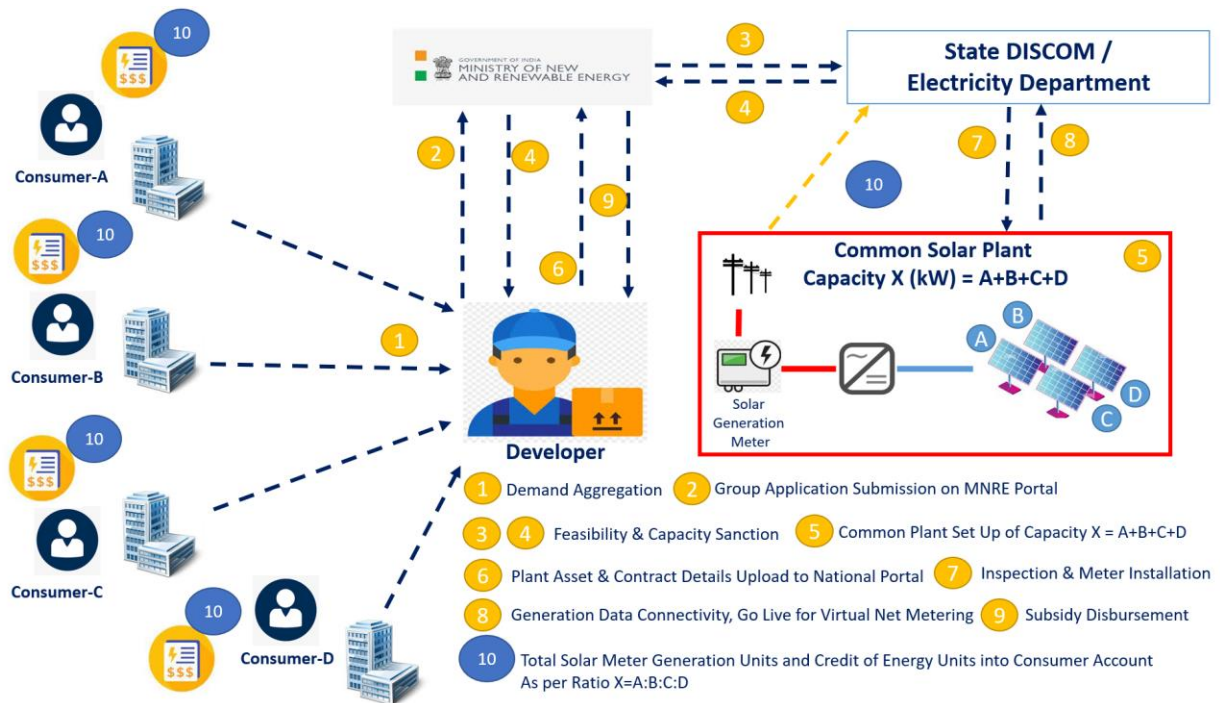 10
$$$
Consumer-A
10
$$$
Consumer-B
10
$$$
Consumer-C
10
$$$
Consumer-D
1
GOVERNMENT OF INDIA
MINISTRY OF NEW
AND RENEWABLE ENERGY
3
4
State DISCOM /
Electricity Department
2
4
6
9
7
8
10
Developer
Common Solar Plant
Capacity X (kW) = A+B+C+D
5
Solar
Generation
Meter
A
B
C
D
1 Demand Aggregation 2 Group Application Submission on MNRE Portal
3 4 Feasibility & Capacity Sanction 5 Common Plant Set Up of Capacity X = A+B+C+D
6 Plant Asset & Contract Details Upload to National Portal 7 Inspection & Meter Installation
8 Generation Data Connectivity, Go Live for Virtual Net Metering 9 Subsidy Disbursement
10 Total Solar Meter Generation Units and Credit of Energy Units into Consumer Account
As per Ratio X=A:B:C:D